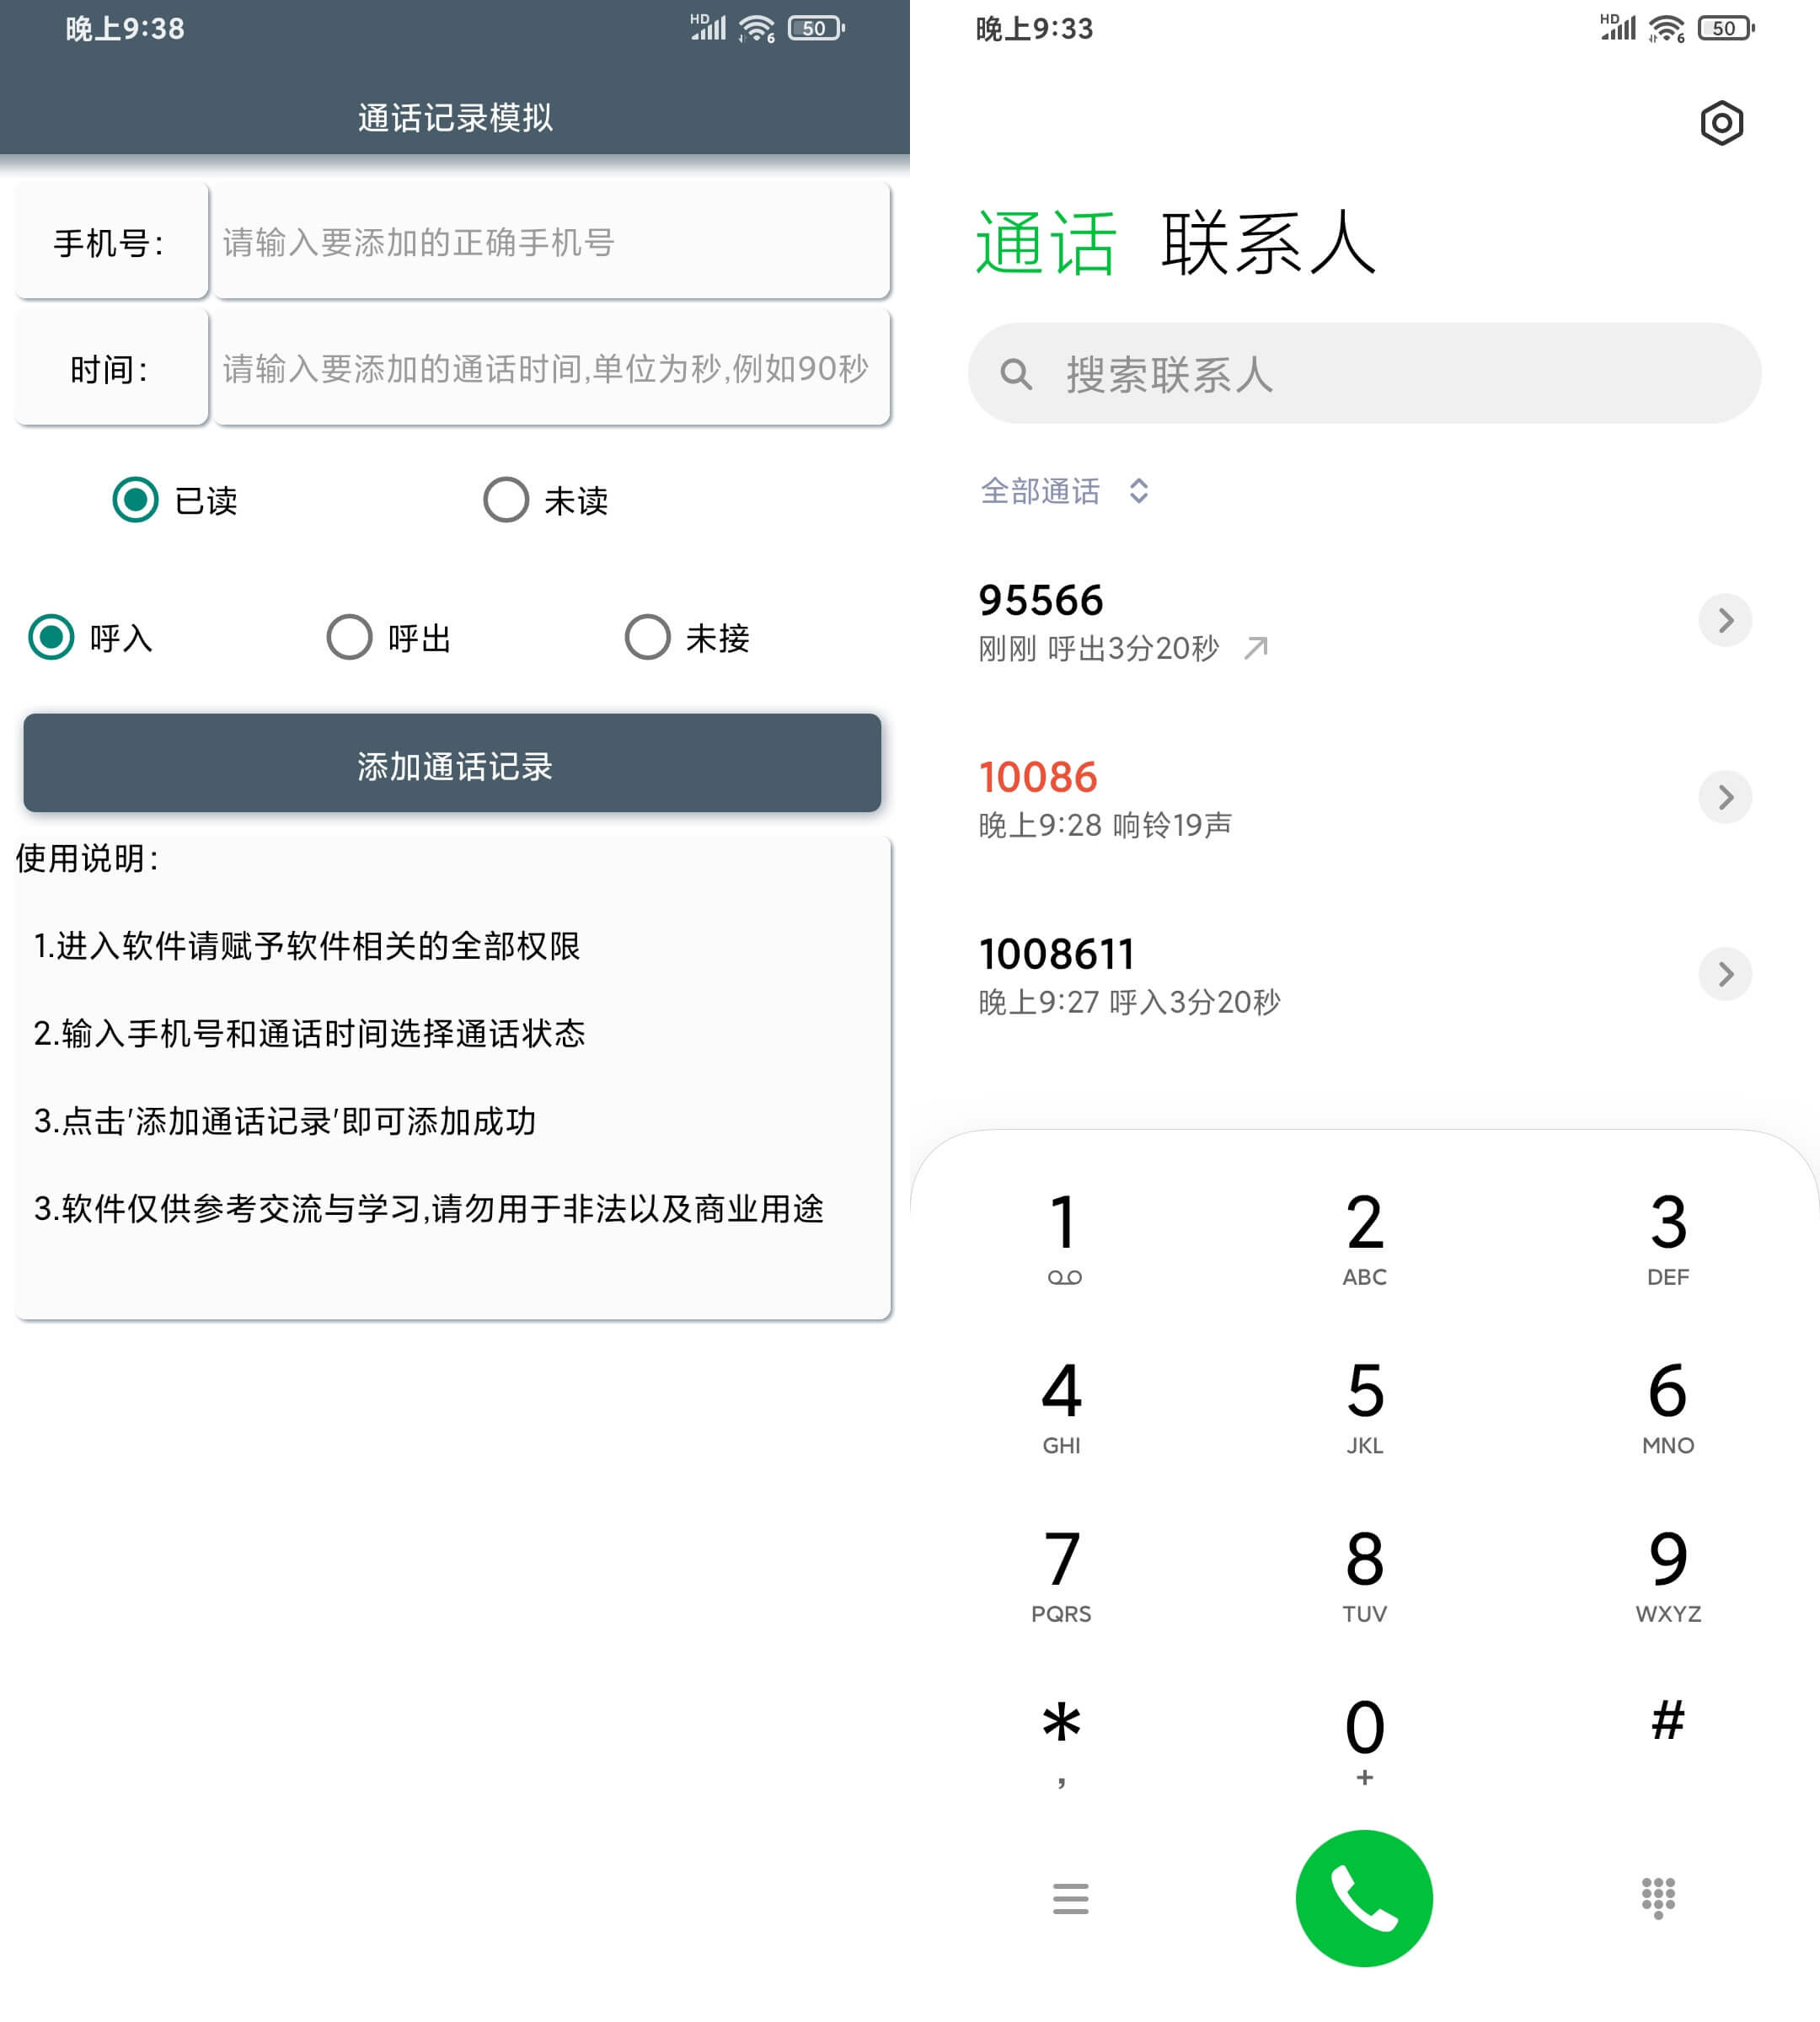 晚上9:38
HD
6
50
通话记录模拟
手机号：
请输入要添加的正确手机号
时间：
请输入要添加的通话时间,单位为秒,例如90秒
已读
未读
呼入
呼出
未接
添加通话记录
使用说明：
1.进入软件请赋予软件相关的全部权限
2.输入手机号和通话时间选择通话状态
3.点击'添加通话记录'即可添加成功
3.软件仅供参考交流与学习,请勿用于非法以及商业用途
晚上9:33
HD
6
50
通话 联系人
搜索联系人
全部通话
95566
刚刚 呼出3分20秒
10086
晚上9:28 响铃19声
1008611
晚上9:27 呼入3分20秒
1 2 3
ABC DEF
4 5 6
GHI JKL MNO
7 8 9
PQRS TUV WXYZ
* 0 #
, +